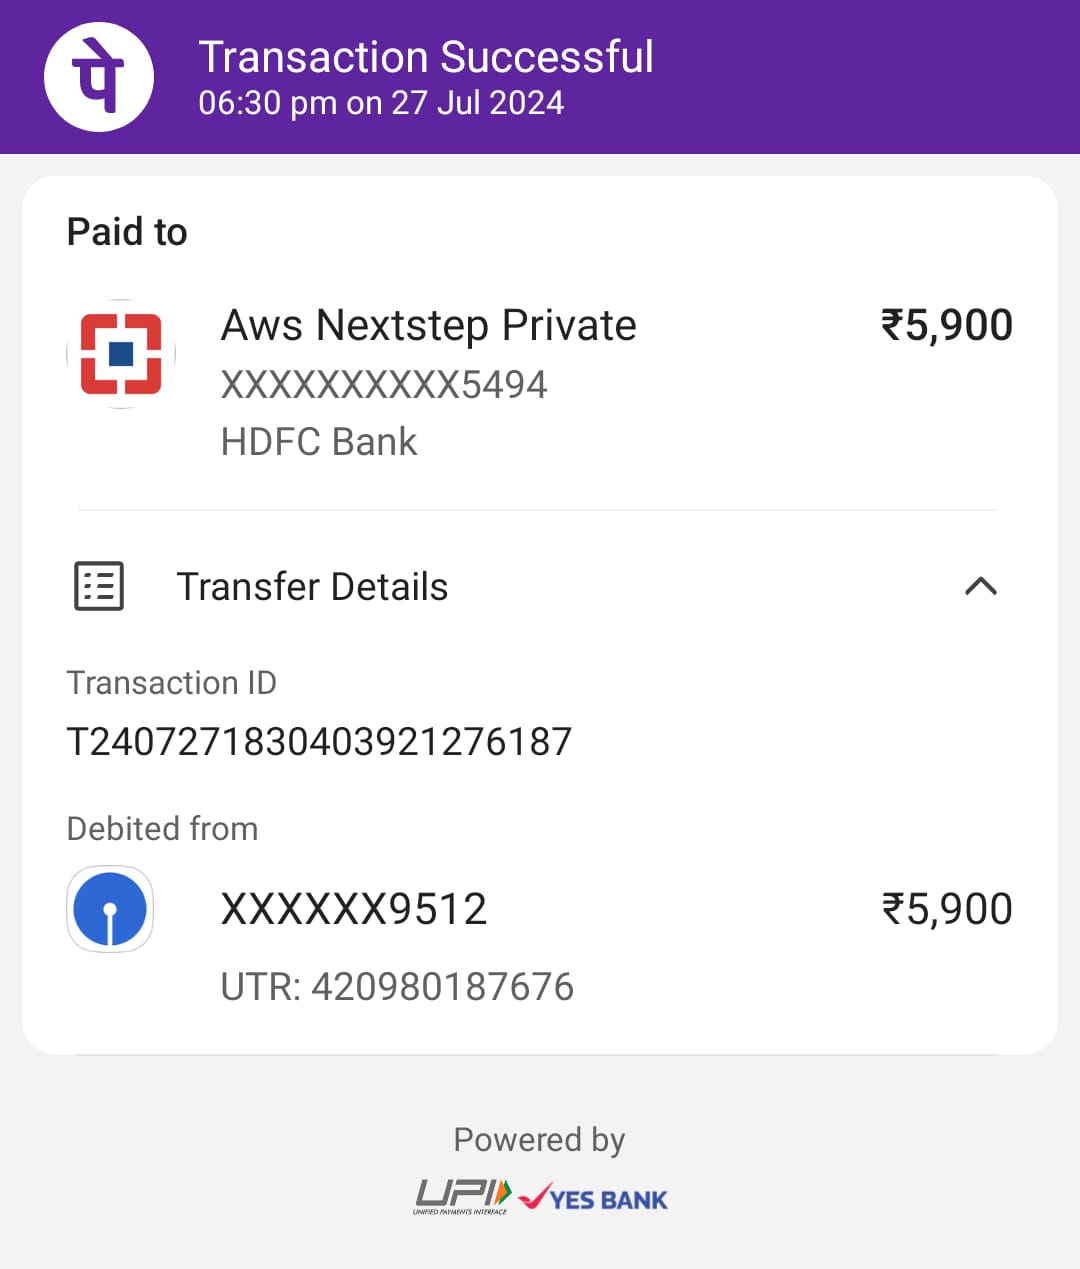 पे
Transaction Successful
06:30 pm on 27 Jul 2024
Paid to
Aws Nextstep Private
₹5,900
XXXXXXXXXX5494
HDFC Bank
Transfer Details
Transaction ID
T2407271830403921276187
Debited from
XXXXXX9512
₹5,900
UTR: 420980187676
Powered by
UPI
UNIFIED PAYMENTS INTERFACE
YES BANK